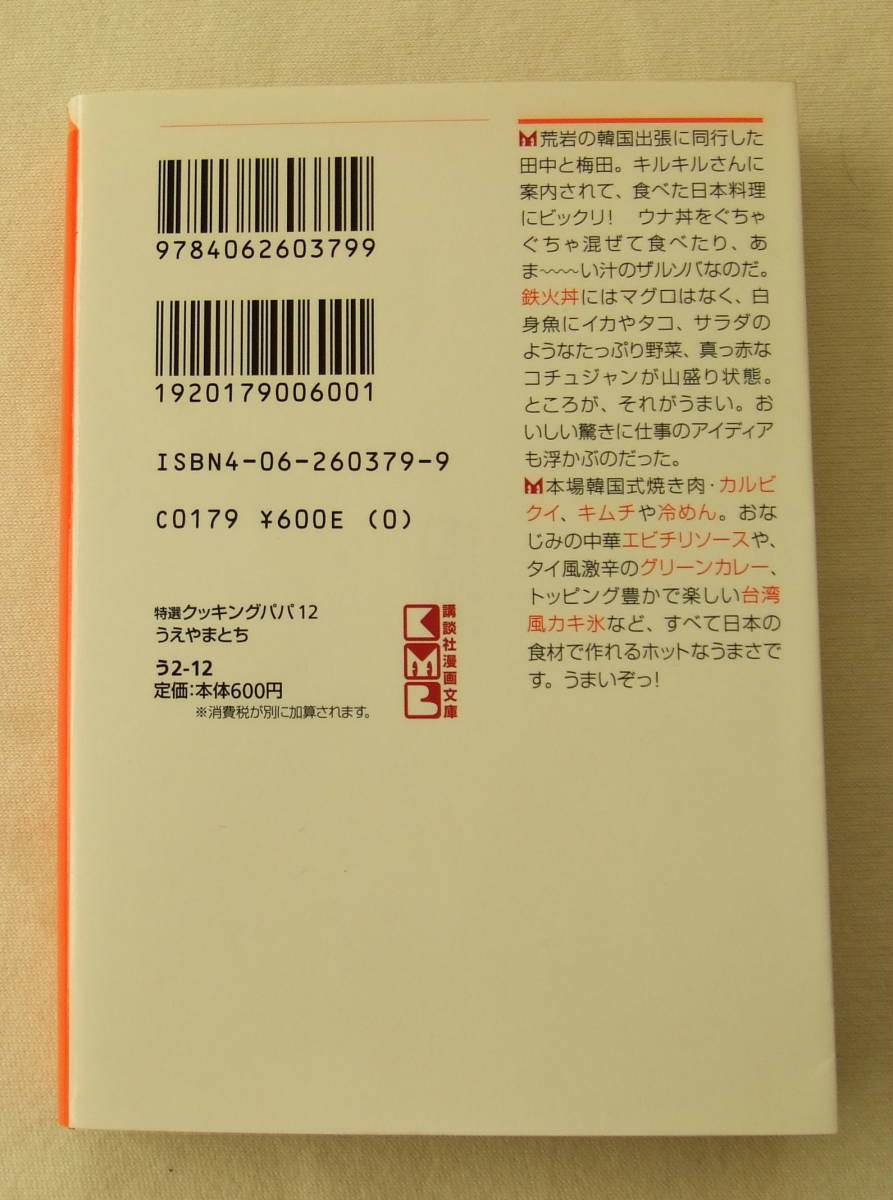 9784062603799
1920179006001
ISBN4-06-260379-9
C0179 ¥600E (0)
特選クッキングパパ12
うえやまとち
う2-12
定価:本体600円
※消費税が別に加算されます。
KMB
講談社漫画文庫
荒岩の韓国出張に同行した
田中と梅田。キルキルさんに
案内されて、食べた日本料理
にビックリ! ウナ丼をぐちゃ
ぐちゃ混ぜて食べたり、あ
ま〜〜〜い汁のザルソバなのだ。
鉄火丼にはマグロはなく、白
身魚にイカやタコ、サラダの
ようなたっぷり野菜、真っ赤な
コチュジャンが山盛り状態。
ところが、それがうまい。お
いしい驚きに仕事のアイディア
も浮かぶのだった。
本場韓国式焼き肉・カルビ
クイ、キムチや冷めん。おな
じみの中華エビチリソースや、
タイ風激辛のグリーンカレー、
トッピング豊かで楽しい台湾
風カキ氷など、すべて日本の
食材で作れるホットなうまさで
す。うまいぞっ!